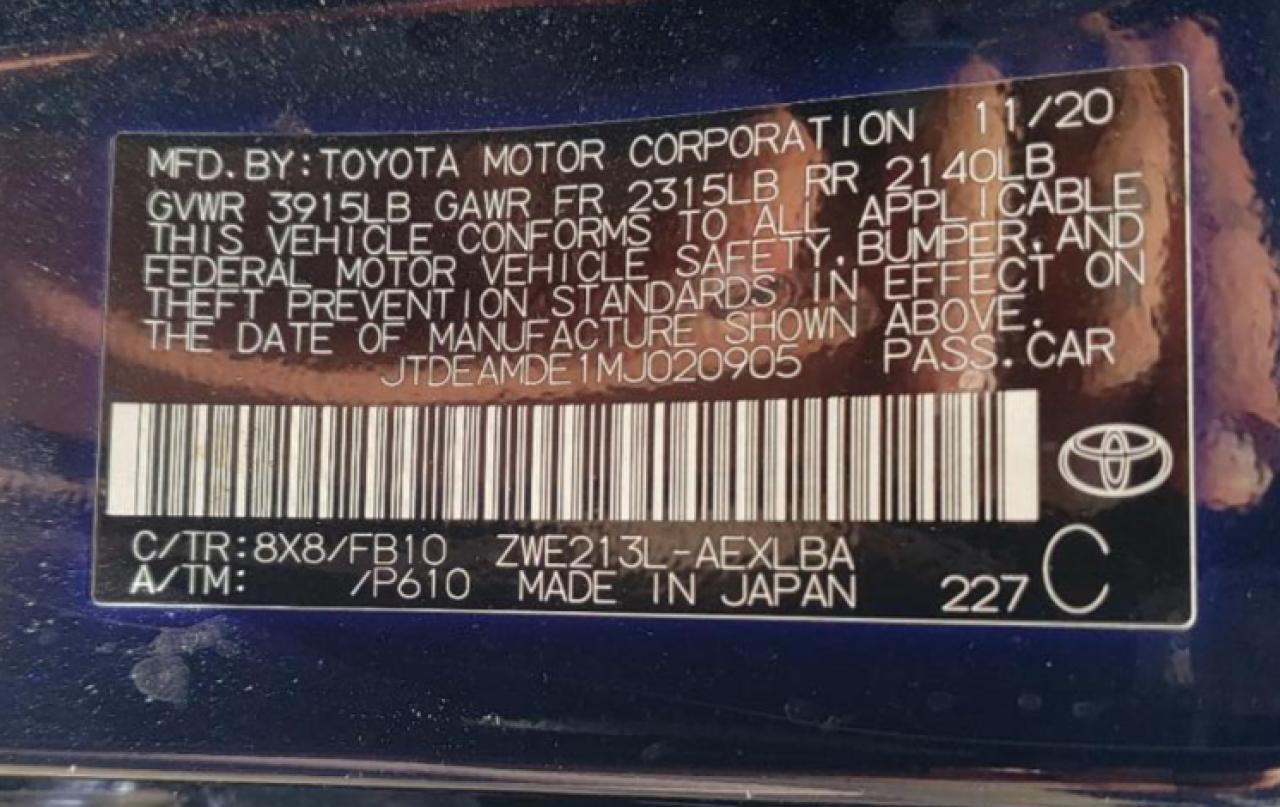 MFD. BY: TOYOTA MOTOR CORPORATION 11/20
GVWR 3915LB GAWR FR 2315LB RR 2140LB
THIS VEHICLE CONFORMS TO ALL APPLICABLE
FEDERAL MOTOR VEHICLE SAFETY, BUMPER, AND
THEFT PREVENTION STANDARDS IN EFFECT ON
THE DATE OF MANUFACTURE SHOWN ABOVE.
JTDEAMDE1MJ020905 PASS. CAR
C/TR: 8X8/FB10 ZWE213L-AEXLBA
A/TM: /P610 MADE IN JAPAN 227 C